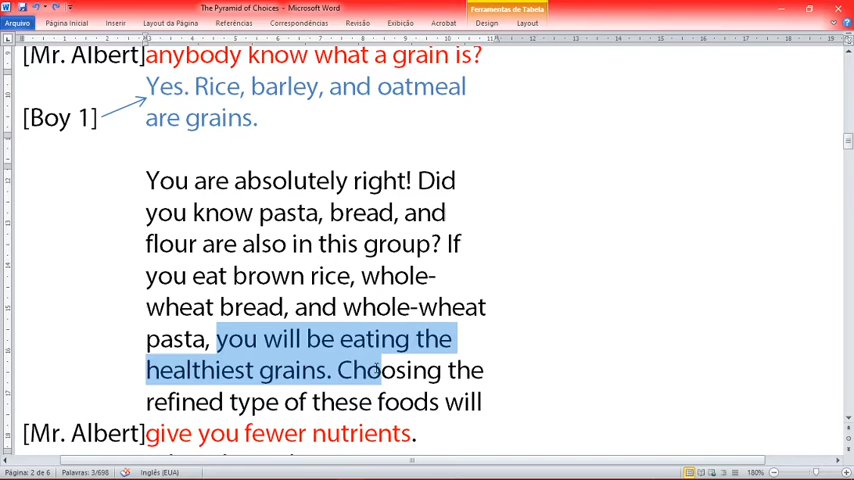 The Pyramid of Choices - Microsoft Word
Ferramentas de Tabela
Arquivo Página Inicial Inserir Layout da Página Referências Correspondências Revisão Exibição Acrobat Design Layout
[Mr. Albert] anybody know what a grain is?
Yes. Rice, barley, and oatmeal
[Boy 1] are grains.
You are absolutely right! Did
you know pasta, bread, and
flour are also in this group? If
you eat brown rice, whole-
wheat bread, and whole-wheat
pasta, you will be eating the
healthiest grains. Choosing the
refined type of these foods will
[Mr. Albert] give you fewer nutrients.
Página: 2 de 6 Palavras: 3/698 Inglês (EUA) 180%